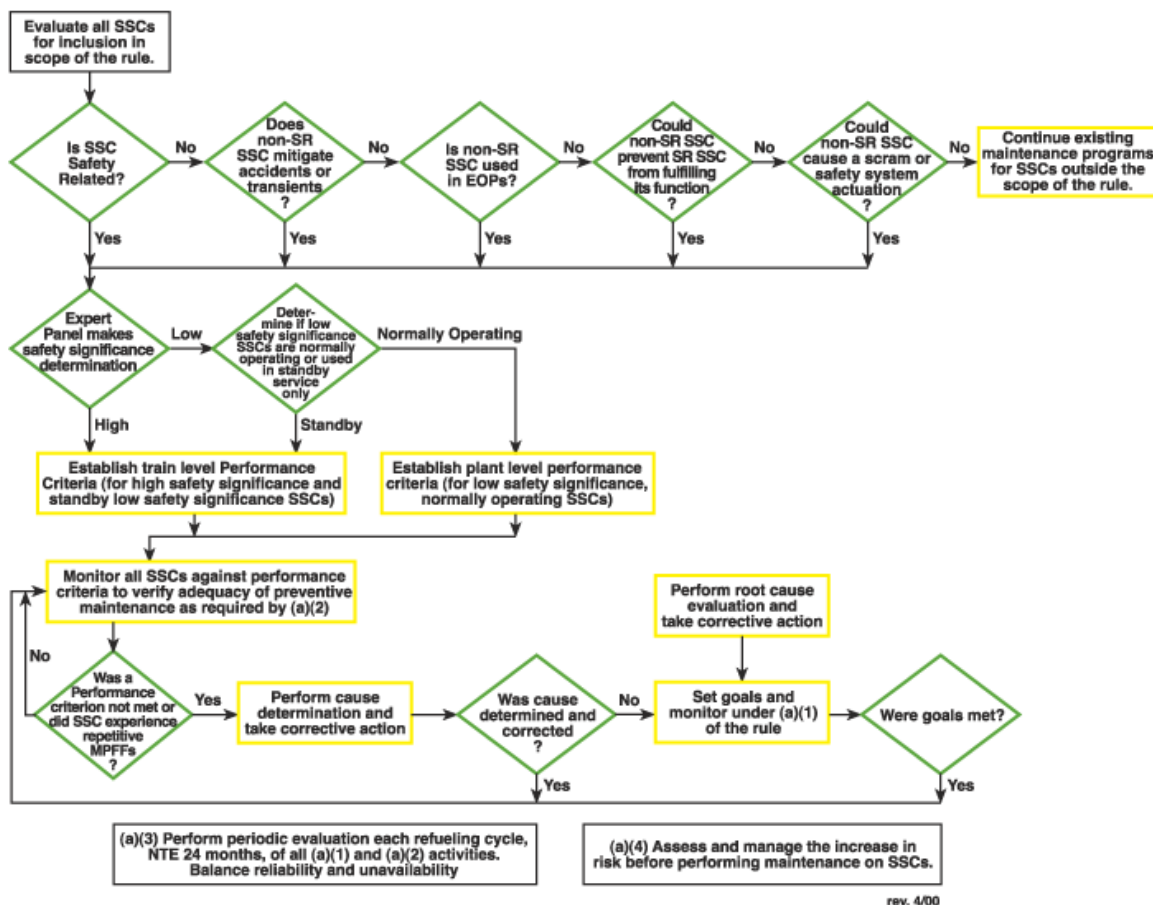 Evaluate all SSCs
for inclusion in
scope of the rule.
Is SSC
Safety
Related?
No
Does
non-SR
SSC mitigate
accidents or
transients
?
No
Is non-SR
SSC used
in EOPs?
No
Could
non-SR SSC
prevent SR SSC
from fulfilling
its function
?
No
Could
non-SR SSC
cause a scram or
safety system
actuation
?
No
Continue existing
maintenance programs
for SSCs outside the
scope of the rule.
Yes
Yes
Yes
Yes
Yes
Expert
Panel makes
safety significance
determination
Low
Deter-
mine if low
safety significance
SSCs are normally
operating or used
in standby
service
only
Normally Operating
High
Standby
Establish train level Performance
Criteria (for high safety significance and
standby low safety significance SSCs)
Establish plant level performance
criteria (for low safety significance,
normally operating SSCs)
Monitor all SSCs against performance
criteria to verify adequacy of preventive
maintenance as required by (a)(2)
Perform root cause
evaluation and
take corrective action
No
Was a
Performance
criterion not met or
did SSC experience
repetitive
MPFFs
?
Yes
Perform cause
determination and
take corrective action
Was cause
determined and
corrected
?
No
Set goals and
monitor under (a)(1)
of the rule
Were goals met?
Yes
Yes
(a)(3) Perform periodic evaluation each refueling cycle,
NTE 24 months, of all (a)(1) and (a)(2) activities.
Balance reliability and unavailability
(a)(4) Assess and manage the increase in
risk before performing maintenance on SSCs.
rev. 4/00